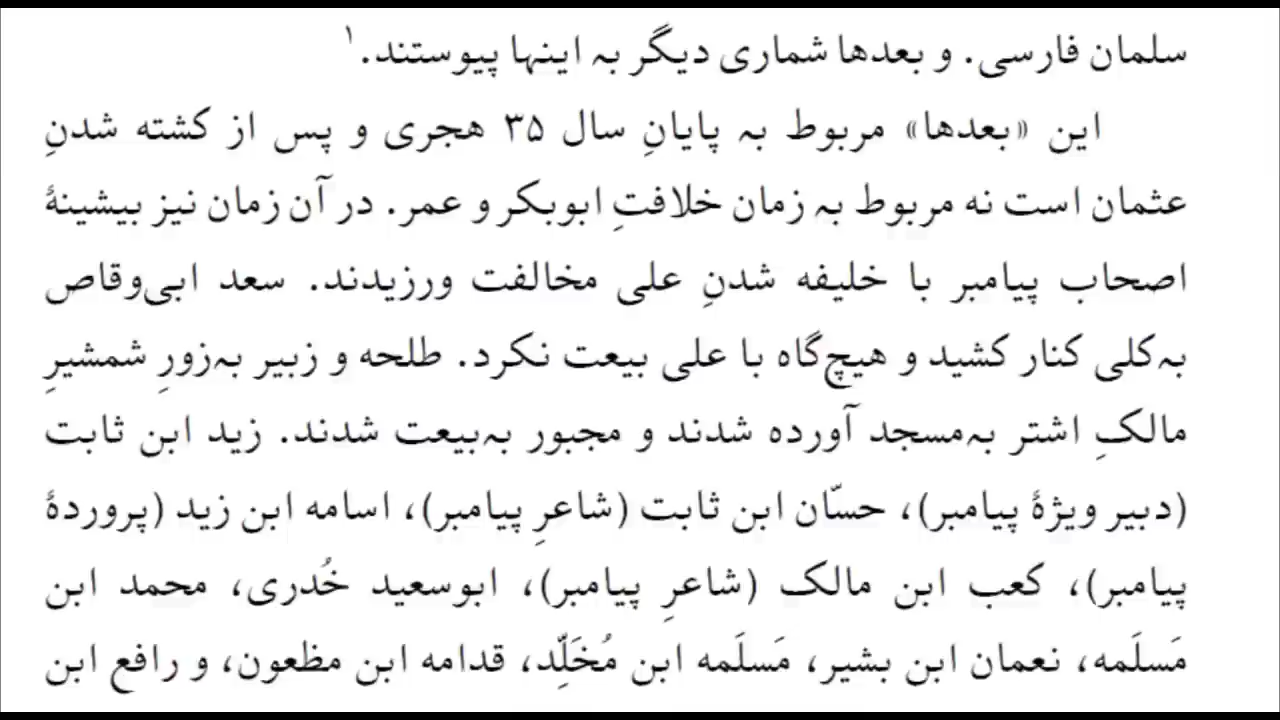 سلمان فارسی. و بعدها شماری دیگر به اینها پیوستند.۱
این «بعدها» مربوط به پایانِ سال ۳۵ هجری و پس از کشته شدنِ
عثمان است نه مربوط به زمان خلافتِ ابوبکر و عمر. در آن زمان نیز بیشینهٔ
اصحاب پیامبر با خلیفه شدنِ علی مخالفت ورزیدند. سعد ابی‌وقاص
به‌کلی کنار کشید و هیچ‌گاه با علی بیعت نکرد. طلحه و زبیر به‌زورِ شمشیرِ
مالکِ اشتر به‌مسجد آورده شدند و مجبور به‌بیعت شدند. زید ابن ثابت
(دبیر ویژهٔ پیامبر)، حسّان ابن ثابت (شاعرِ پیامبر)، اسامه ابن زید (پروردهٔ
پیامبر)، کعب ابن مالک (شاعرِ پیامبر)، ابوسعید خُدری، محمد ابن
مَسلَمه، نعمان ابن بشیر، مَسلَمه ابن مُخَلِّد، قدامه ابن مظعون، و رافع ابن